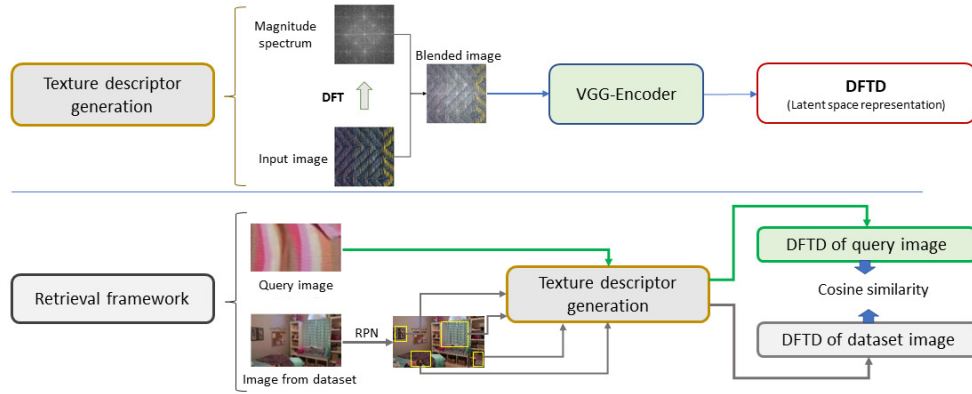 Magnitude
spectrum
Blended image
Texture descriptor
generation
DFT
VGG-Encoder
DFTD
(Latent space representation)
Input image
Query image
Texture descriptor
generation
DFTD of query image
Retrieval framework
Cosine similarity
RPN
DFTD of dataset image
Image from dataset